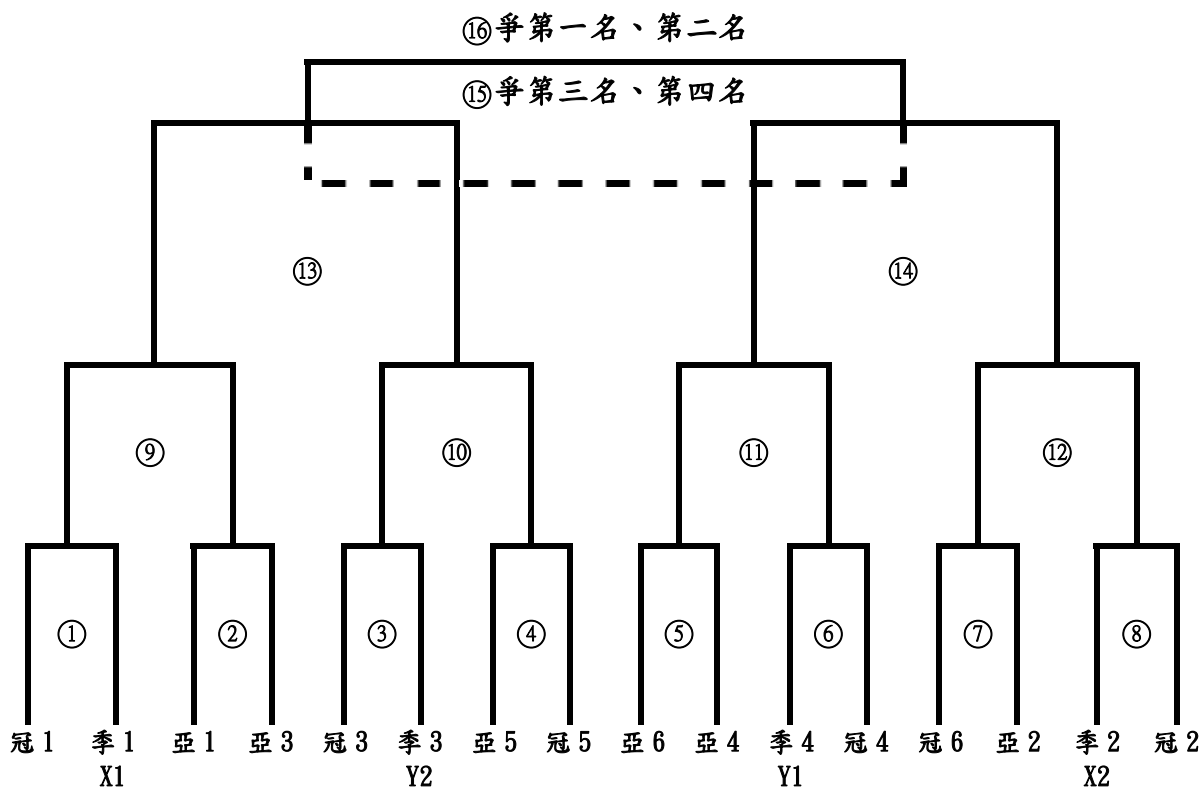 ⑯爭第一名、第二名
⑮爭第三名、第四名
⑬ ⑭
⑨ ⑩ ⑪ ⑫
① ② ③ ④ ⑤ ⑥ ⑦ ⑧
冠1 季1 亞1 亞3 冠3 季3 亞5 冠5 亞6 亞4 季4 冠4 冠6 亞2 季2 冠2
X1 Y2 Y1 X2